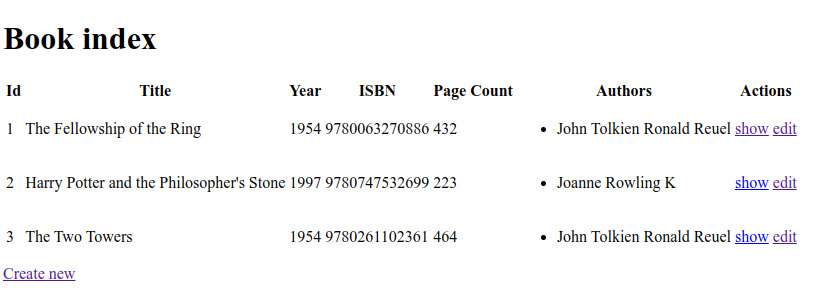 Book index
Id Title Year ISBN Page Count Authors Actions
1 The Fellowship of the Ring 1954 9780063270886 432 • John Tolkien Ronald Reuel show edit
2 Harry Potter and the Philosopher's Stone 1997 9780747532699 223 • Joanne Rowling K show edit
3 The Two Towers 1954 9780261102361 464 • John Tolkien Ronald Reuel show edit
Create new